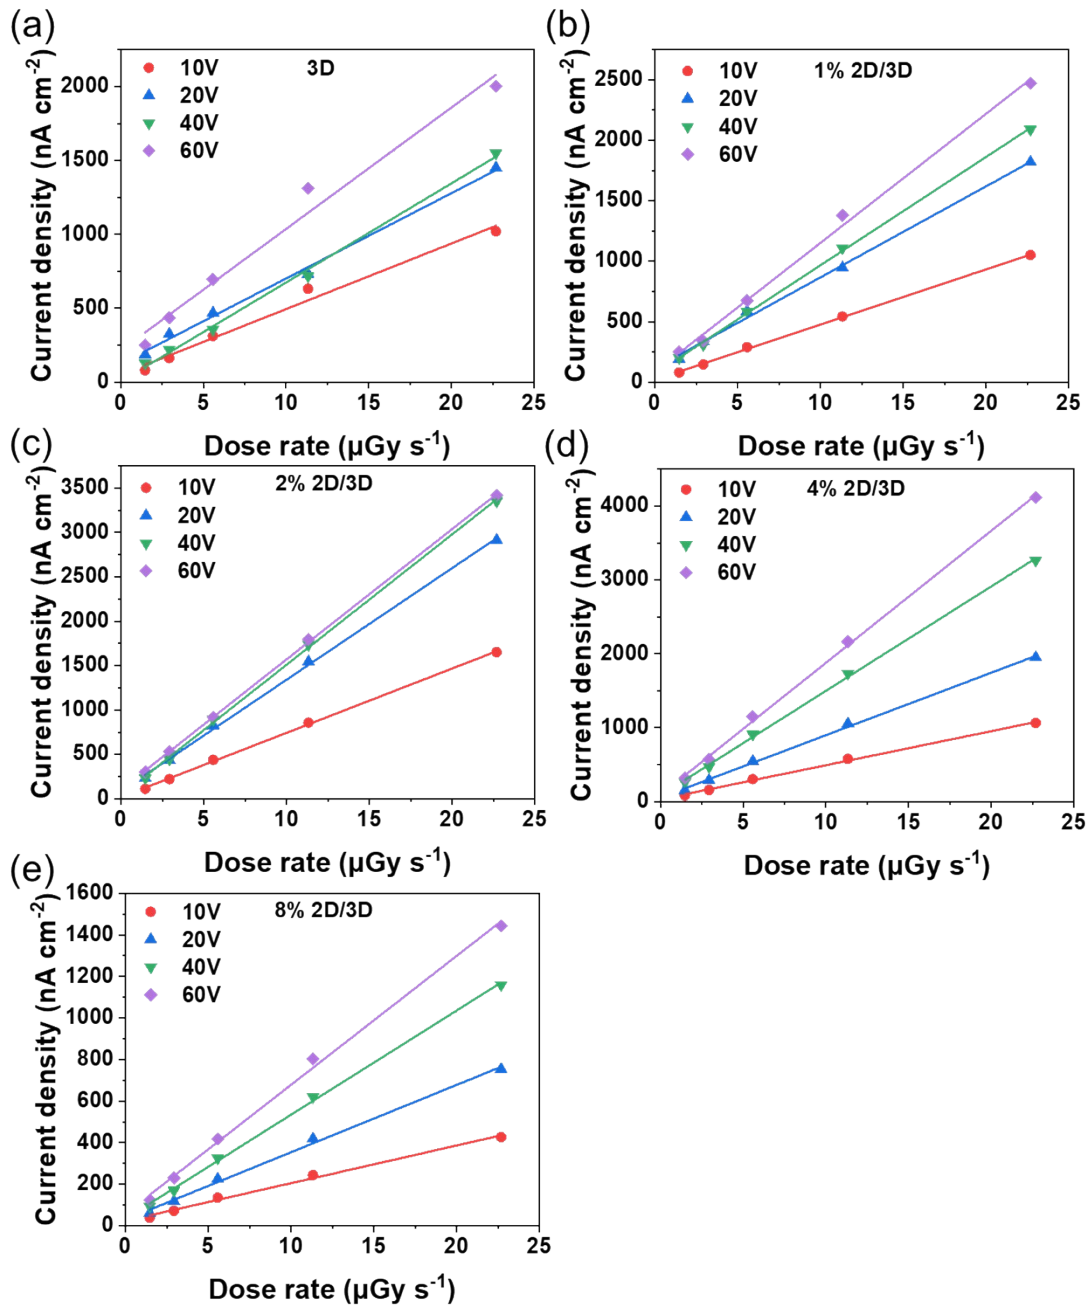 (a)
3D
10V
20V
40V
60V
Current density (nA cm⁻²)
2000
1500
1000
500
0
0 5 10 15 20 25
Dose rate (μGy s⁻¹)
(b)
1% 2D/3D
10V
20V
40V
60V
Current density (nA cm⁻²)
2500
2000
1500
1000
500
0
0 5 10 15 20 25
Dose rate (μGy s⁻¹)
(c)
2% 2D/3D
10V
20V
40V
60V
Current density (nA cm⁻²)
3500
3000
2500
2000
1500
1000
500
0
0 5 10 15 20 25
Dose rate (μGy s⁻¹)
(d)
4% 2D/3D
10V
20V
40V
60V
Current density (nA cm⁻²)
4000
3000
2000
1000
0
0 5 10 15 20 25
Dose rate (μGy s⁻¹)
(e)
8% 2D/3D
10V
20V
40V
60V
Current density (nA cm⁻²)
1600
1400
1200
1000
800
600
400
200
0
0 5 10 15 20 25
Dose rate (μGy s⁻¹)